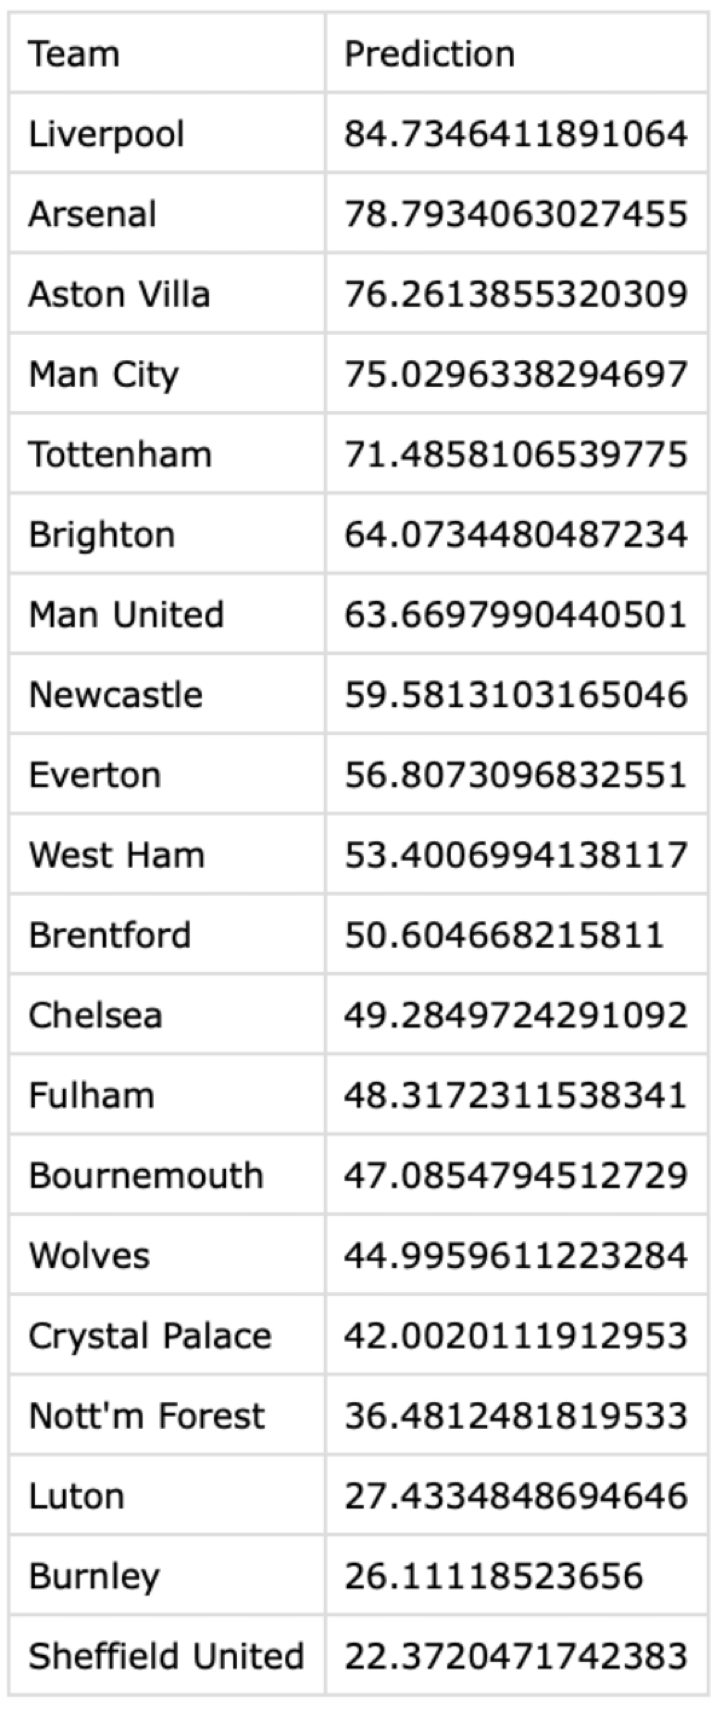 Team Prediction
Liverpool 84.7346411891064
Arsenal 78.7934063027455
Aston Villa 76.2613855320309
Man City 75.0296338294697
Tottenham 71.4858106539775
Brighton 64.0734480487234
Man United 63.6697990440501
Newcastle 59.5813103165046
Everton 56.8073096832551
West Ham 53.4006994138117
Brentford 50.604668215811
Chelsea 49.2849724291092
Fulham 48.3172311538341
Bournemouth 47.0854794512729
Wolves 44.9959611223284
Crystal Palace 42.0020111912953
Nott'm Forest 36.4812481819533
Luton 27.4334848694646
Burnley 26.11118523656
Sheffield United 22.3720471742383